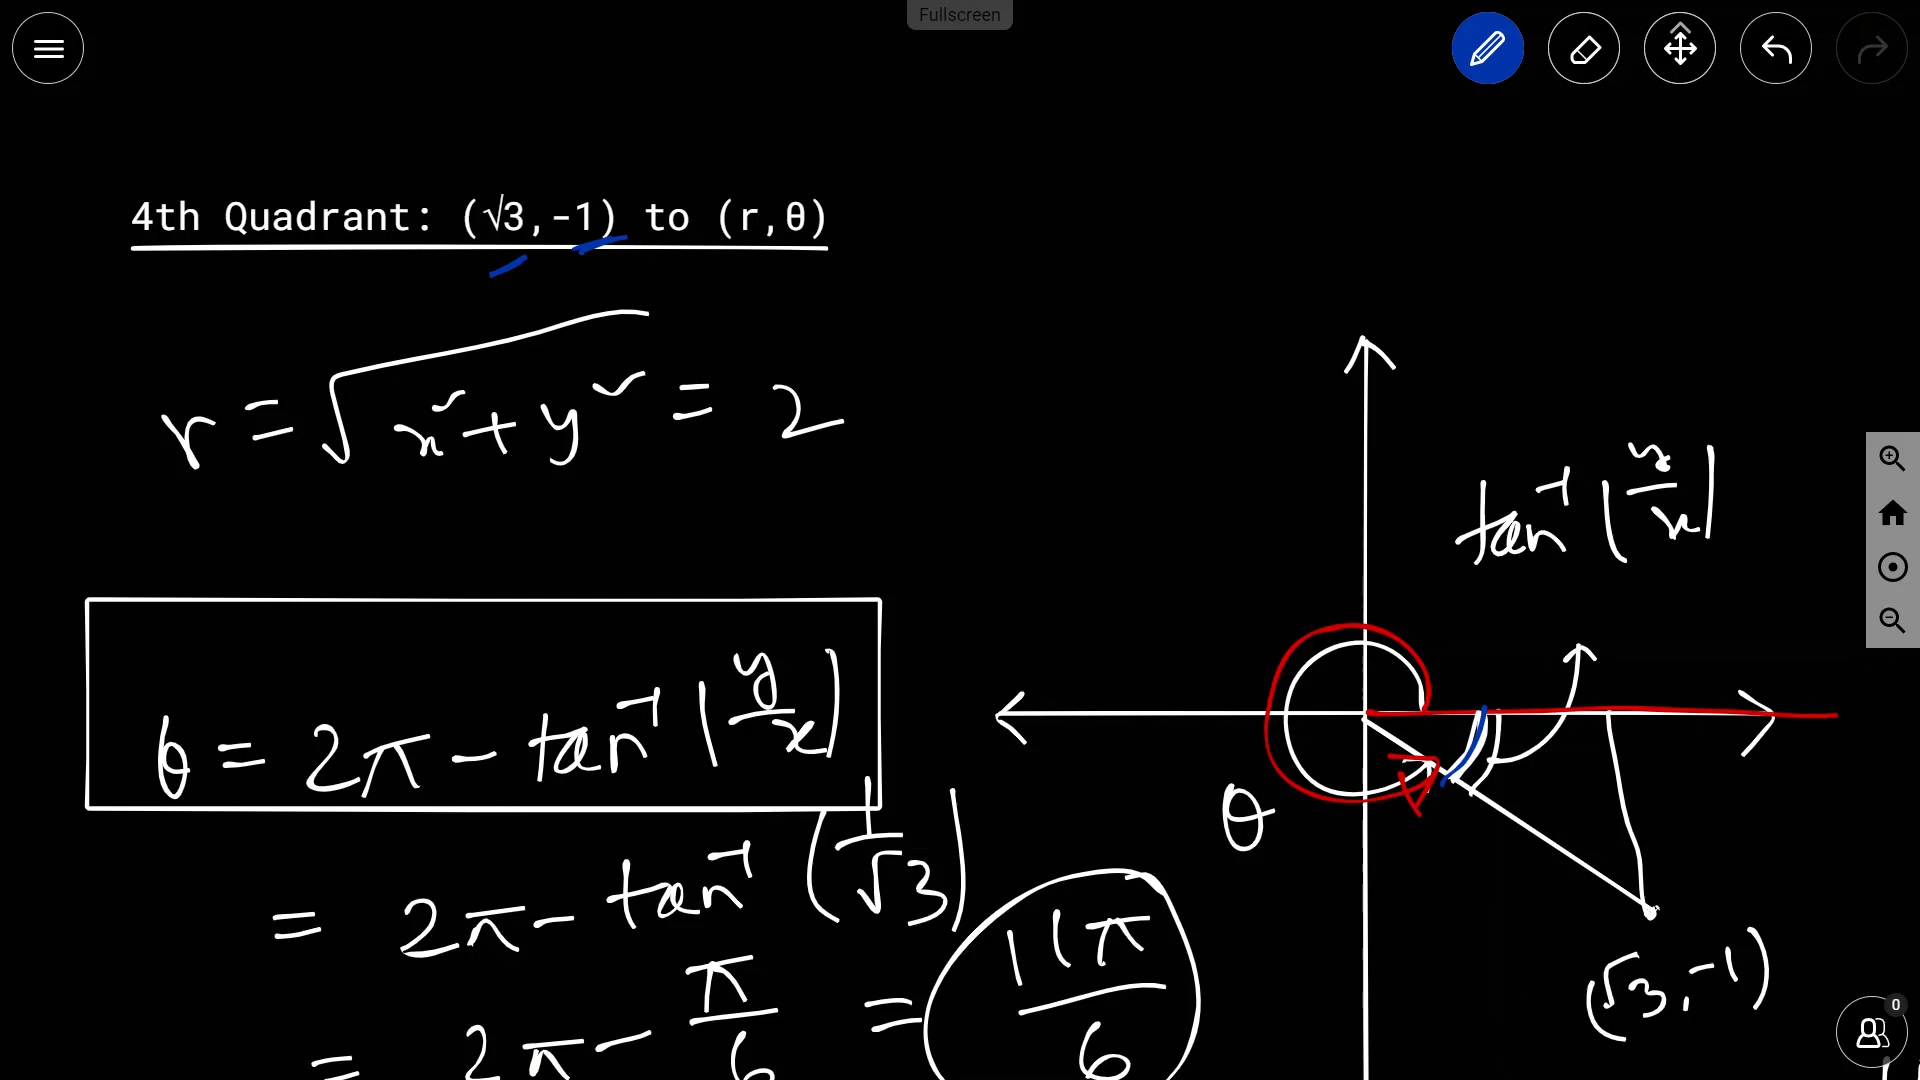 Fullscreen
4th Quadrant: (√3,-1) to (r,θ)
r = √x²+y² = 2
tan⁻¹|y/x|
θ = 2π - tan⁻¹|y/x|
θ
= 2π - tan⁻¹(1/√3)
= 2π - π/6 = 11π/6
(√3,-1)
0